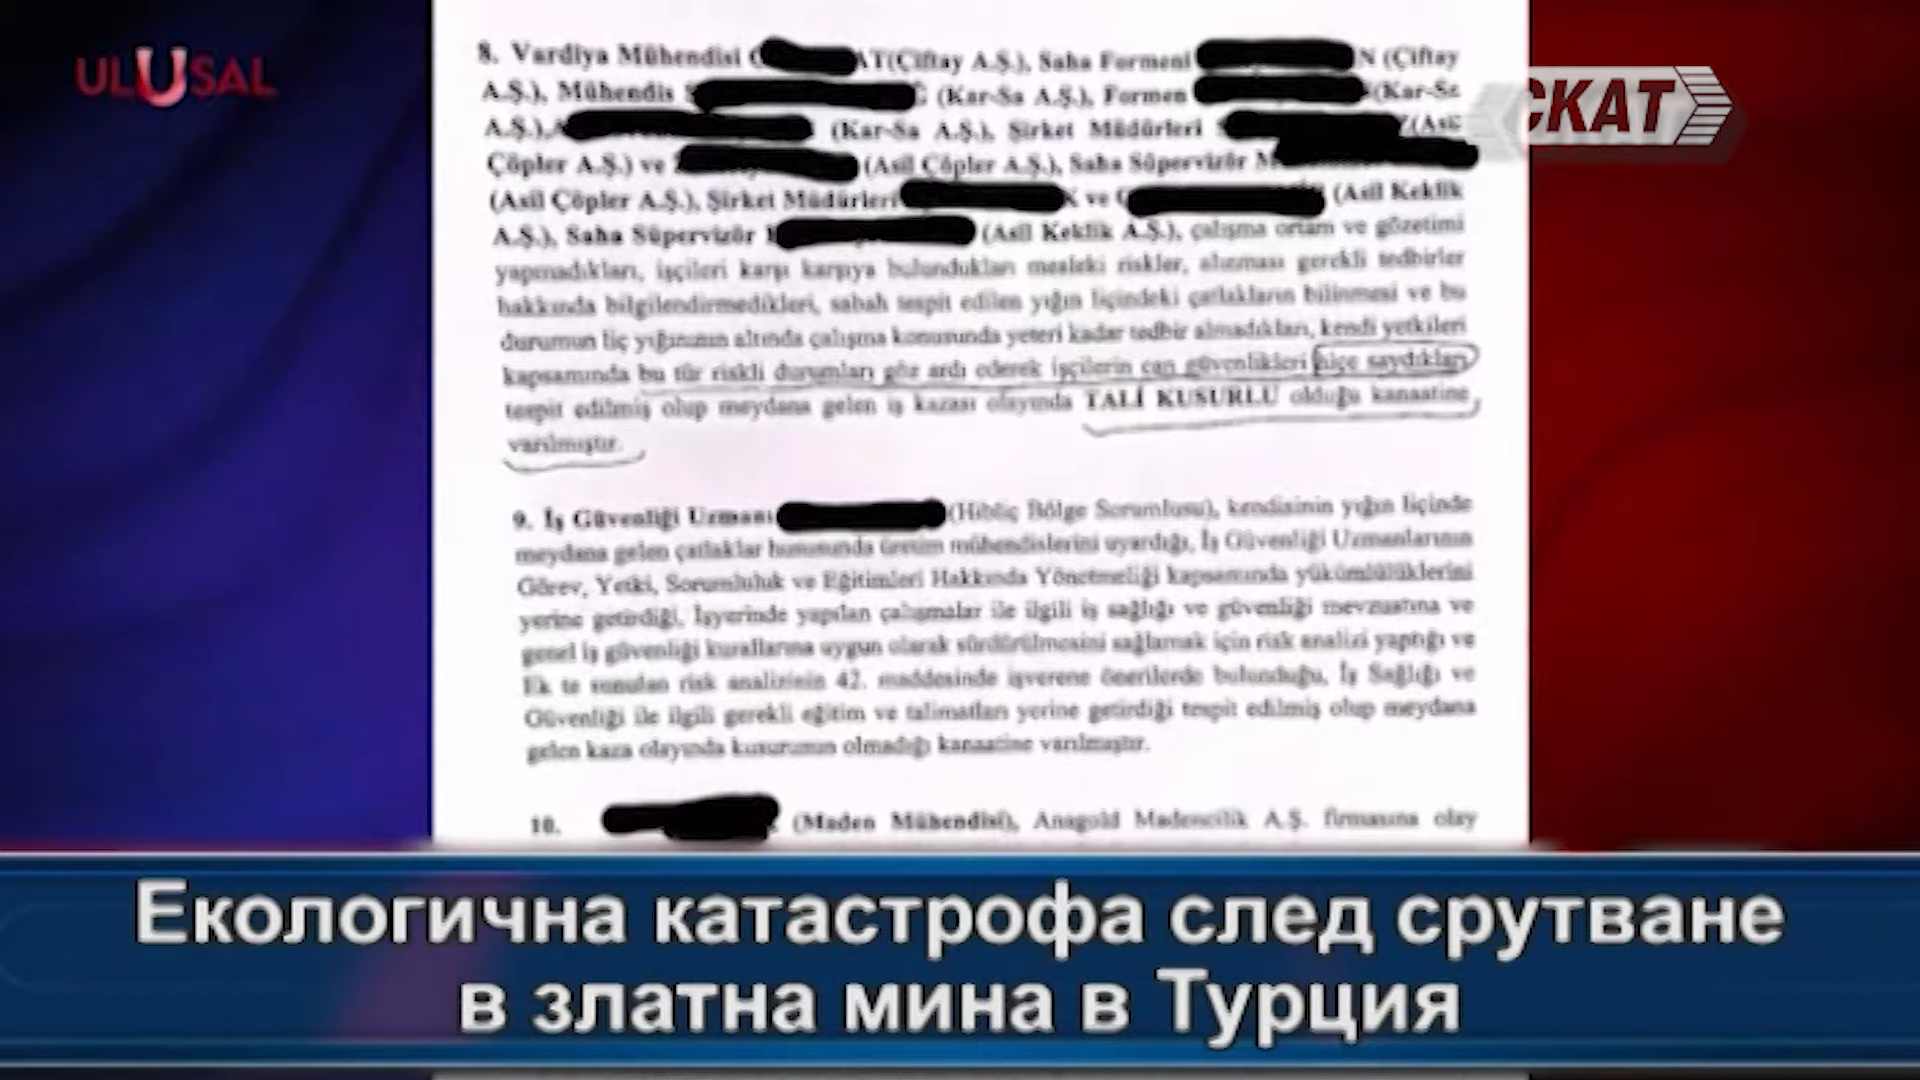 ULUSAL
СКАТ
8. Vardiya Mühendisi AT(Çiftay A.Ş.), Saha Formeni N (Çiftay
A.Ş.), Mühendis (Kar-Sa A.Ş.), Formen (Kar-Sa
A.Ş.), (Kar-Sa A.Ş.), Şirket Müdürleri (Asil
Çöpler A.Ş.) ve (Asil Çöpler A.Ş.), Saha Süpervizör M
(Asil Çöpler A.Ş.), Şirket Müdürleri K ve (Asil Keklik
A.Ş.), Saha Süpervizör (Asil Keklik A.Ş.), çalışma ortam ve gözetimi
yapmadıkları, işçileri karşı karşıya bulundukları mesleki riskler, alınması gerekli tedbirler
hakkında bilgilendirmedikleri, sabah tespit edilen yığın liçindeki çatlakların bilinmesi ve bu
durumun liç yığınının altında çalışma konusunda yeteri kadar tedbir almadıkları, kendi yetkileri
kapsamında bu tür riskli durumları göz ardı ederek işçilerin can güvenlikleri hiçe saydıkları
tespit edilmiş olup meydana gelen iş kazası olayında TALİ KUSURLU olduğu kanaatine
varılmıştır.
9. İş Güvenliği Uzmanı (Bölge Sorumlusu), kendisinin yığın liçinde
meydana gelen çatlaklar hususunda üretim mühendislerini uyardığı, İş Güvenliği Uzmanlarının
Görev, Yetki, Sorumluluk ve Eğitimleri Hakkında Yönetmeliği kapsamında yükümlülüklerini
yerine getirdiği, İşyerinde yapılan çalışmalar ile ilgili iş sağlığı ve güvenliği mevzuatına ve
genel iş güvenliği kurallarına uygun olarak sürdürülmesini sağlamak için risk analizi yaptığı ve
Ek te sunulan risk analizinin 42. maddesinde işverene önerilerde bulunduğu, İş Sağlığı ve
Güvenliği ile ilgili gerekli eğitim ve talimatları yerine getirdiği tespit edilmiş olup meydana
gelen kaza olayında kusurunun olmadığı kanaatine varılmıştır.
10. (Maden Mühendisi), Anagold Madencilik A.Ş. firmasına olay
Екологична катастрофа след срутване
в златна мина в Турция